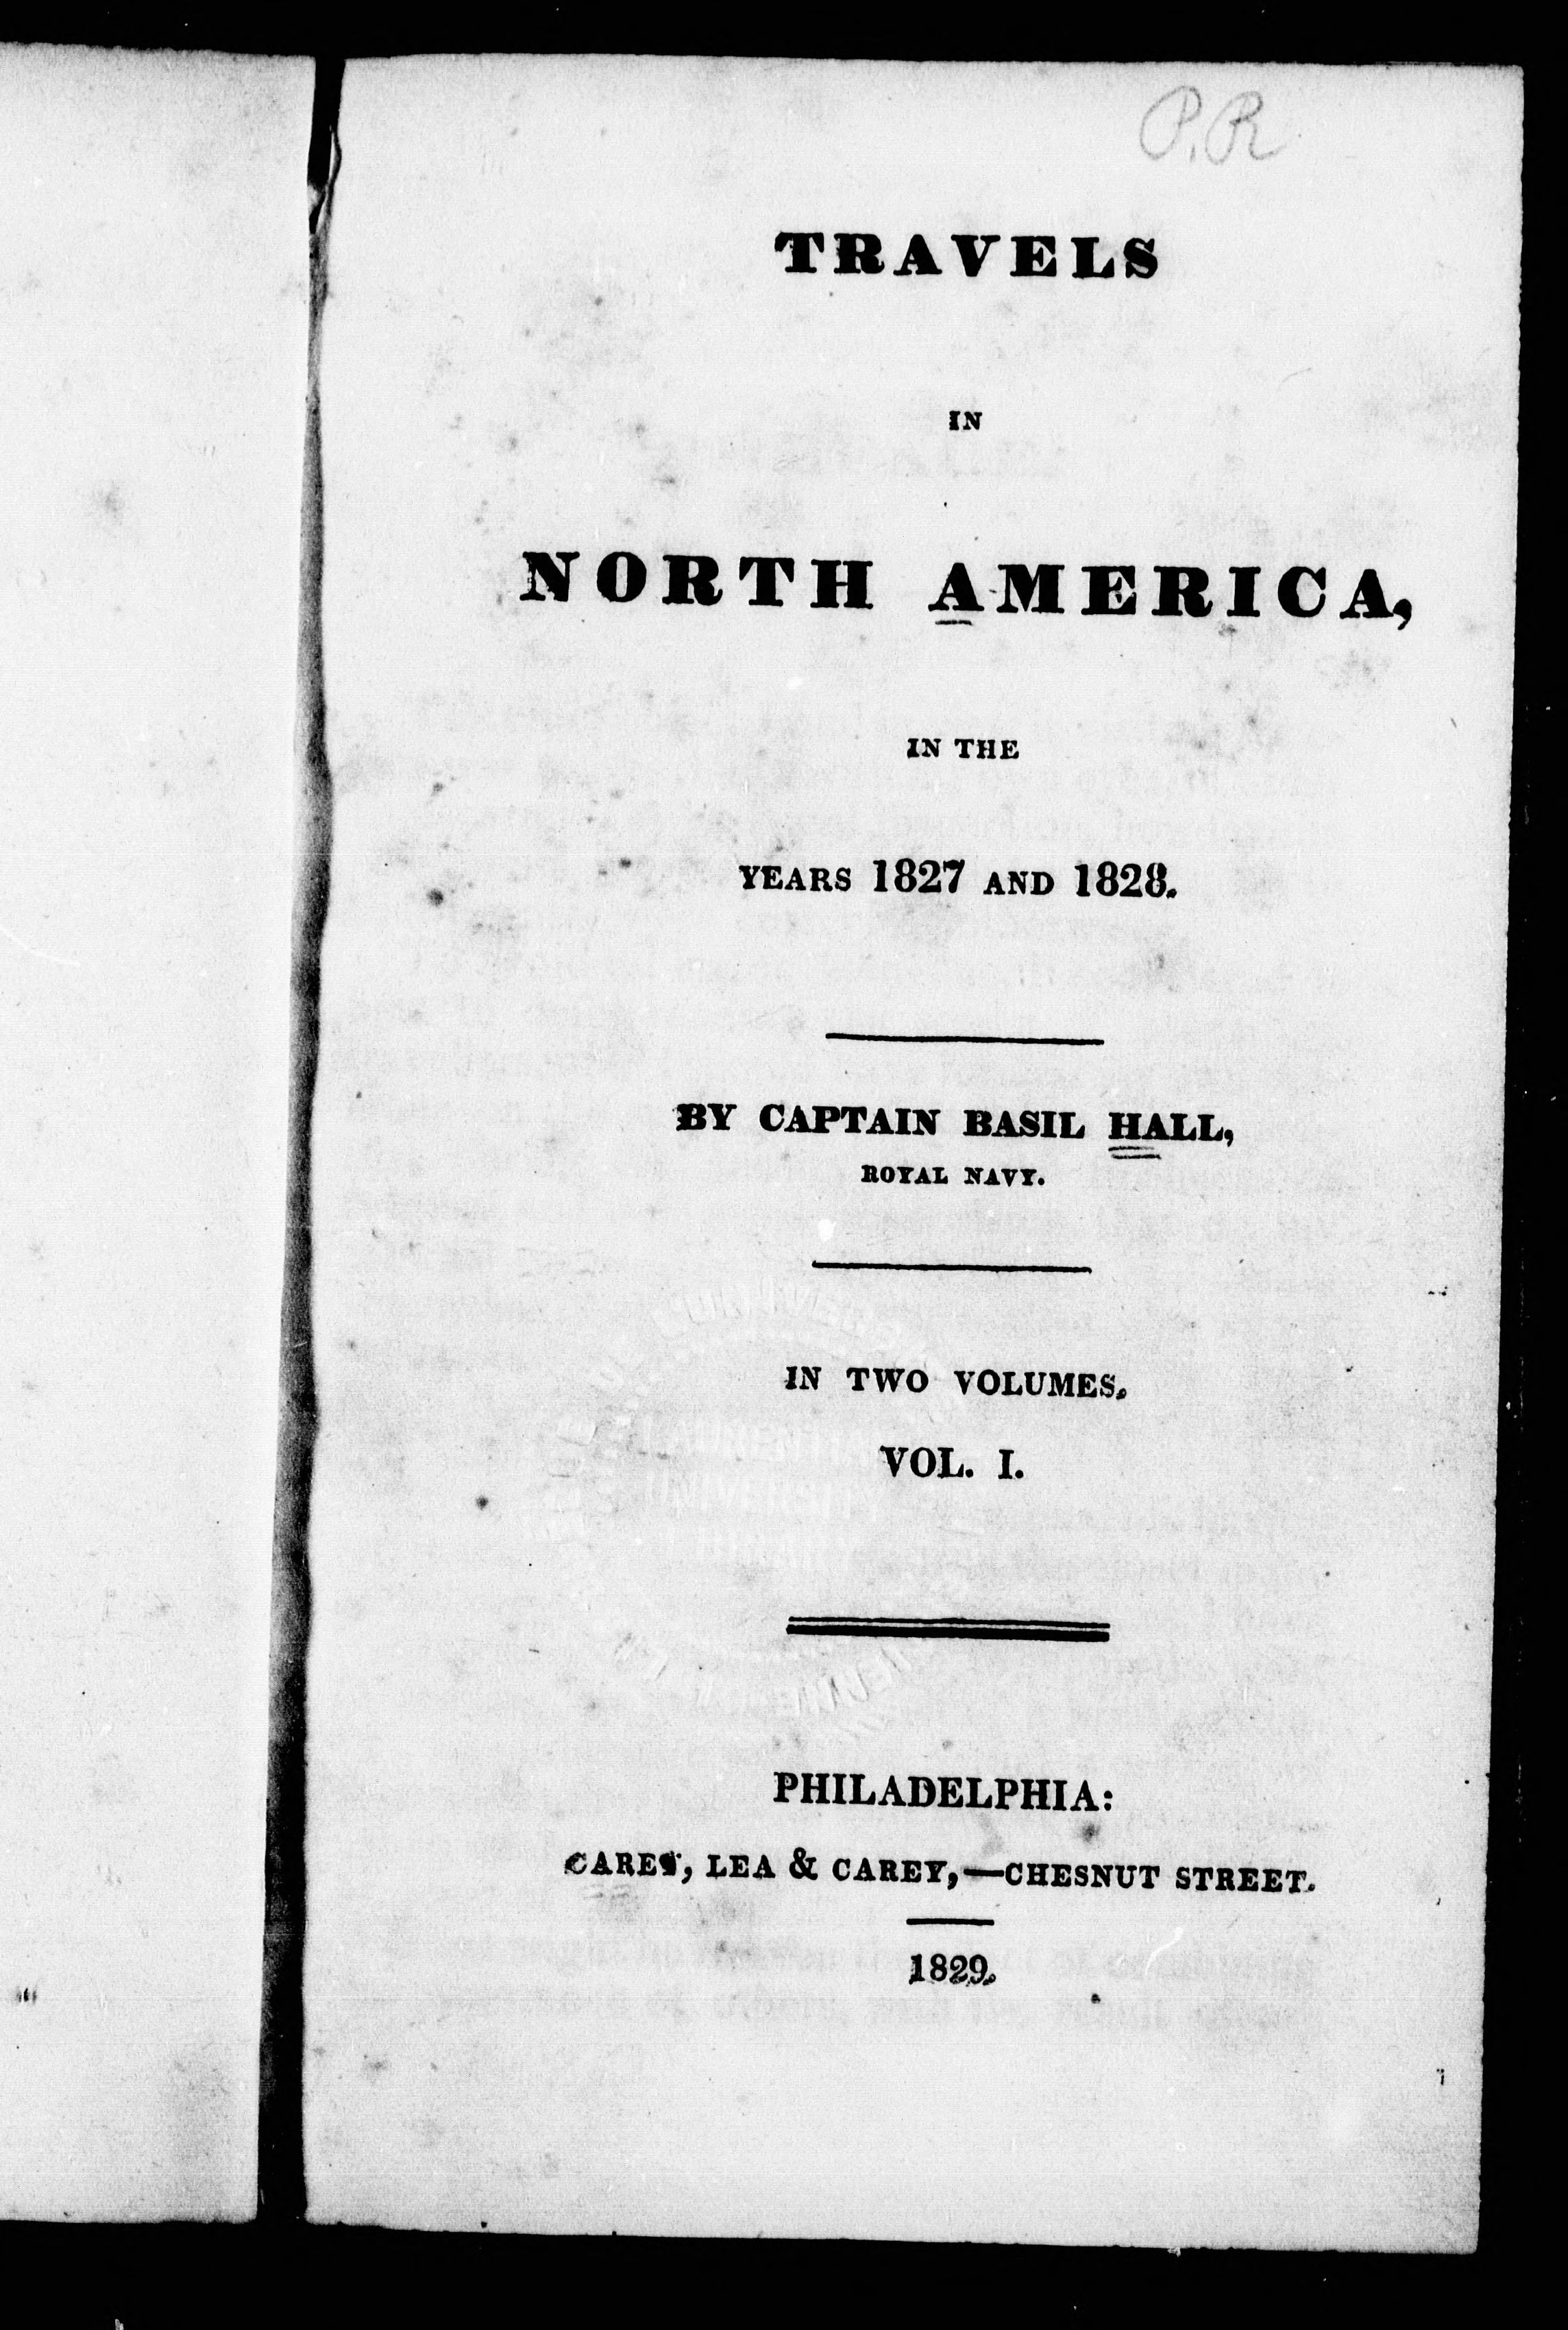 P.R
TRAVELS
IN
NORTH AMERICA,
IN THE
YEARS 1827 AND 1828.
BY CAPTAIN BASIL HALL,
ROYAL NAVY.
IN TWO VOLUMES.
VOL. I.
PHILADELPHIA:
CAREY, LEA & CAREY,—CHESNUT STREET.
1829.